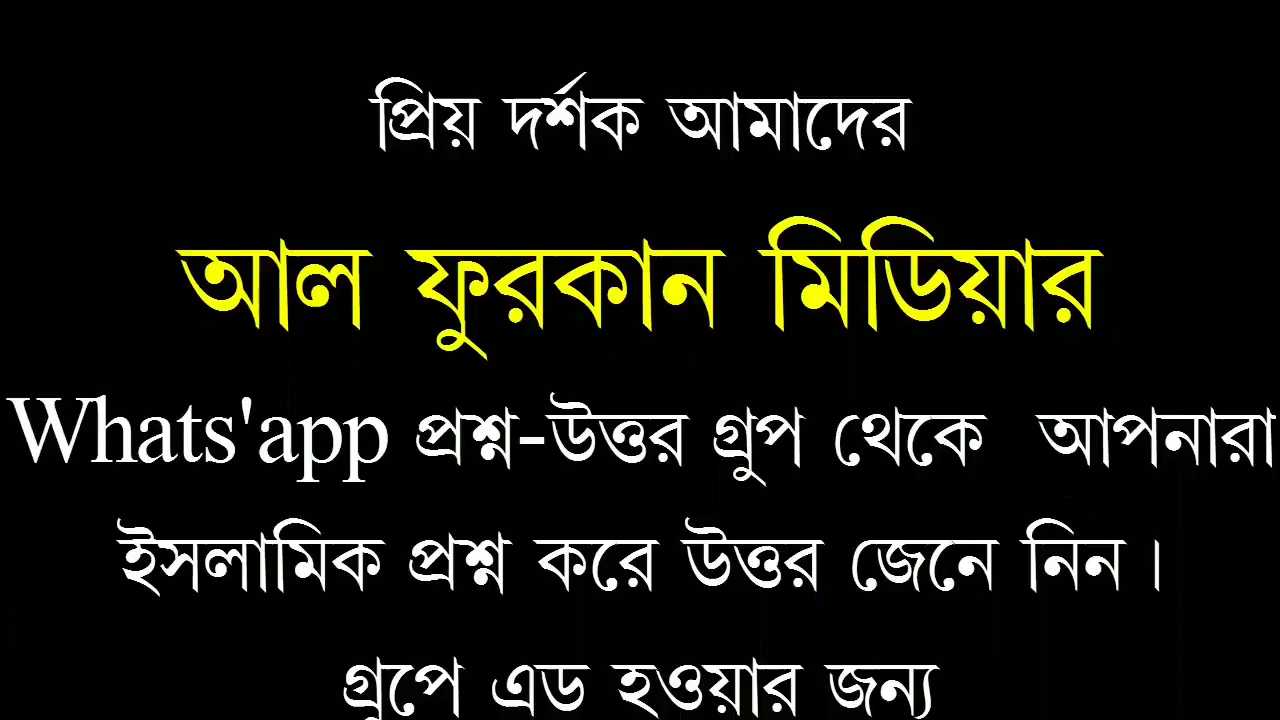 প্রিয় দর্শক আমাদের
আল ফুরকান মিডিয়ার
Whats'app প্রশ্ন-উত্তর গ্রুপ থেকে আপনারা
ইসলামিক প্রশ্ন করে উত্তর জেনে নিন।
গ্রুপে এড হওয়ার জন্য